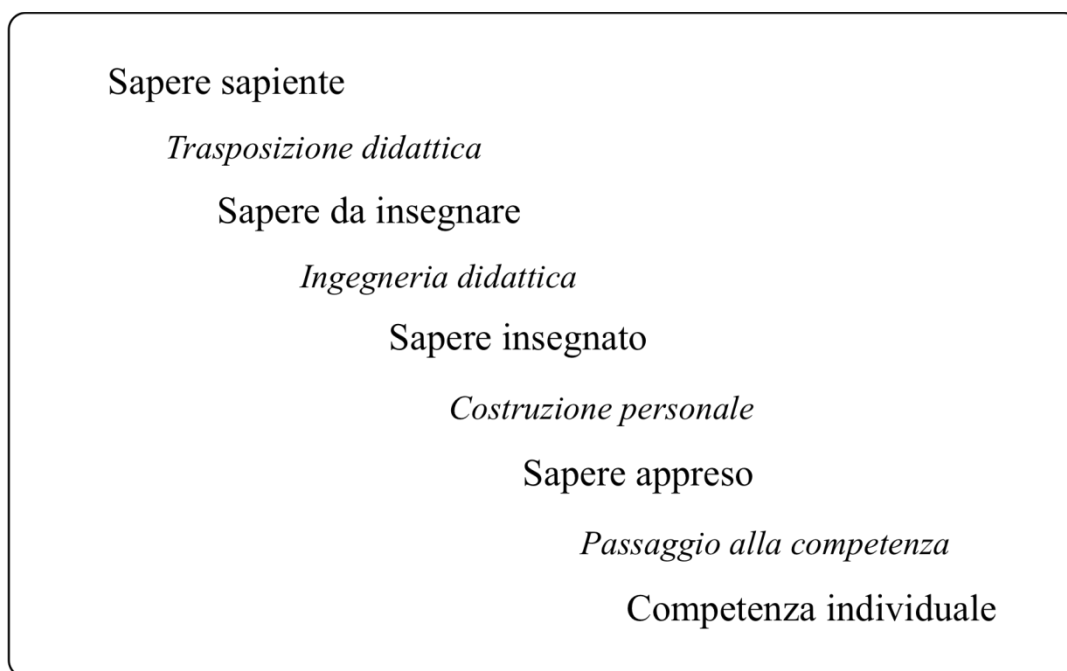 Sapere sapiente
Trasposizione didattica
Sapere da insegnare
Ingegneria didattica
Sapere insegnato
Costruzione personale
Sapere appreso
Passaggio alla competenza
Competenza individuale